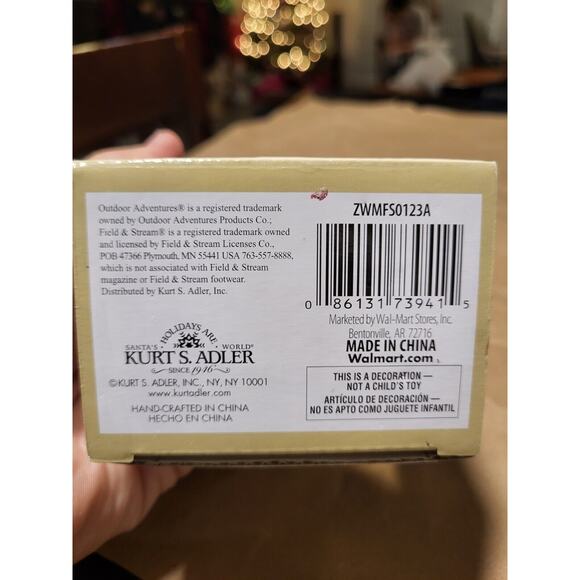 Outdoor Adventures® is a registered trademark
owned by Outdoor Adventures Products Co.;
Field & Stream® is a registered trademark owned
and licensed by Field & Stream Licenses Co.,
POB 47366 Plymouth, MN 55441 USA 763-557-8888,
which is not associated with Field & Stream
magazine or Field & Stream footwear.
Distributed by Kurt S. Adler, Inc.
HOLIDAYS ARE
SANTA'S WORLD®
KURT S. ADLER
SINCE 1946
©KURT S. ADLER, INC., NY, NY 10001
www.kurtadler.com
HAND-CRAFTED IN CHINA
HECHO EN CHINA
ZWMFS0123A
0 86131 73941 5
Marketed by Wal-Mart Stores, Inc.
Bentonville, AR 72716
MADE IN CHINA
Walmart.com
THIS IS A DECORATION —
NOT A CHILD'S TOY
ARTÍCULO DE DECORACIÓN —
NO ES APTO COMO JUGUETE INFANTIL